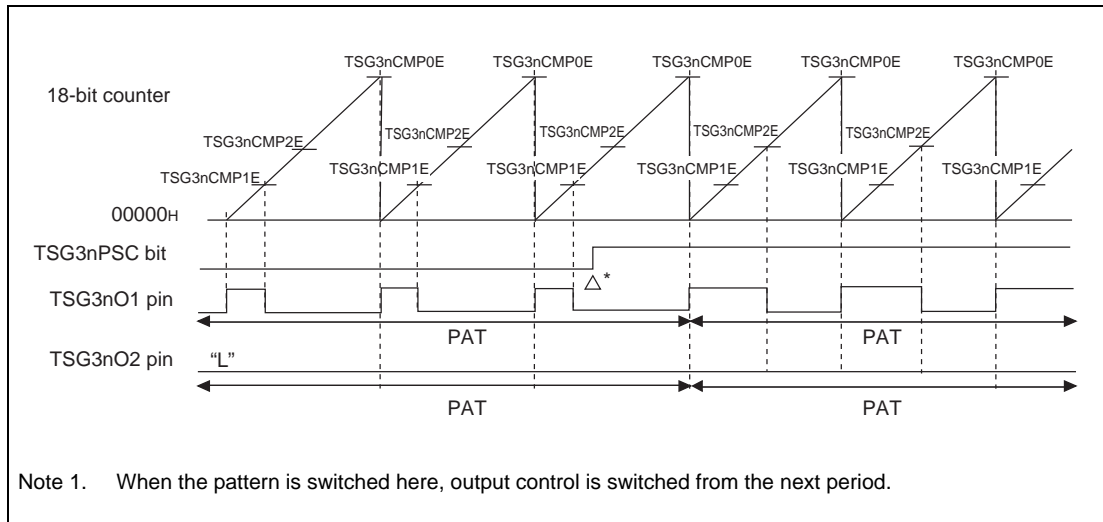 TSG3nCMP0E TSG3nCMP0E TSG3nCMP0E TSG3nCMP0E TSG3nCMP0E
18-bit counter
TSG3nCMP2E TSG3nCMP2E TSG3nCMP2E TSG3nCMP2E TSG3nCMP2E
TSG3nCMP1E TSG3nCMP1E TSG3nCMP1E TSG3nCMP1E TSG3nCMP1E
00000H
TSG3nPSC bit
*
TSG3nO1 pin
PAT PAT
TSG3nO2 pin "L"
PAT PAT
Note 1. When the pattern is switched here, output control is switched from the next period.